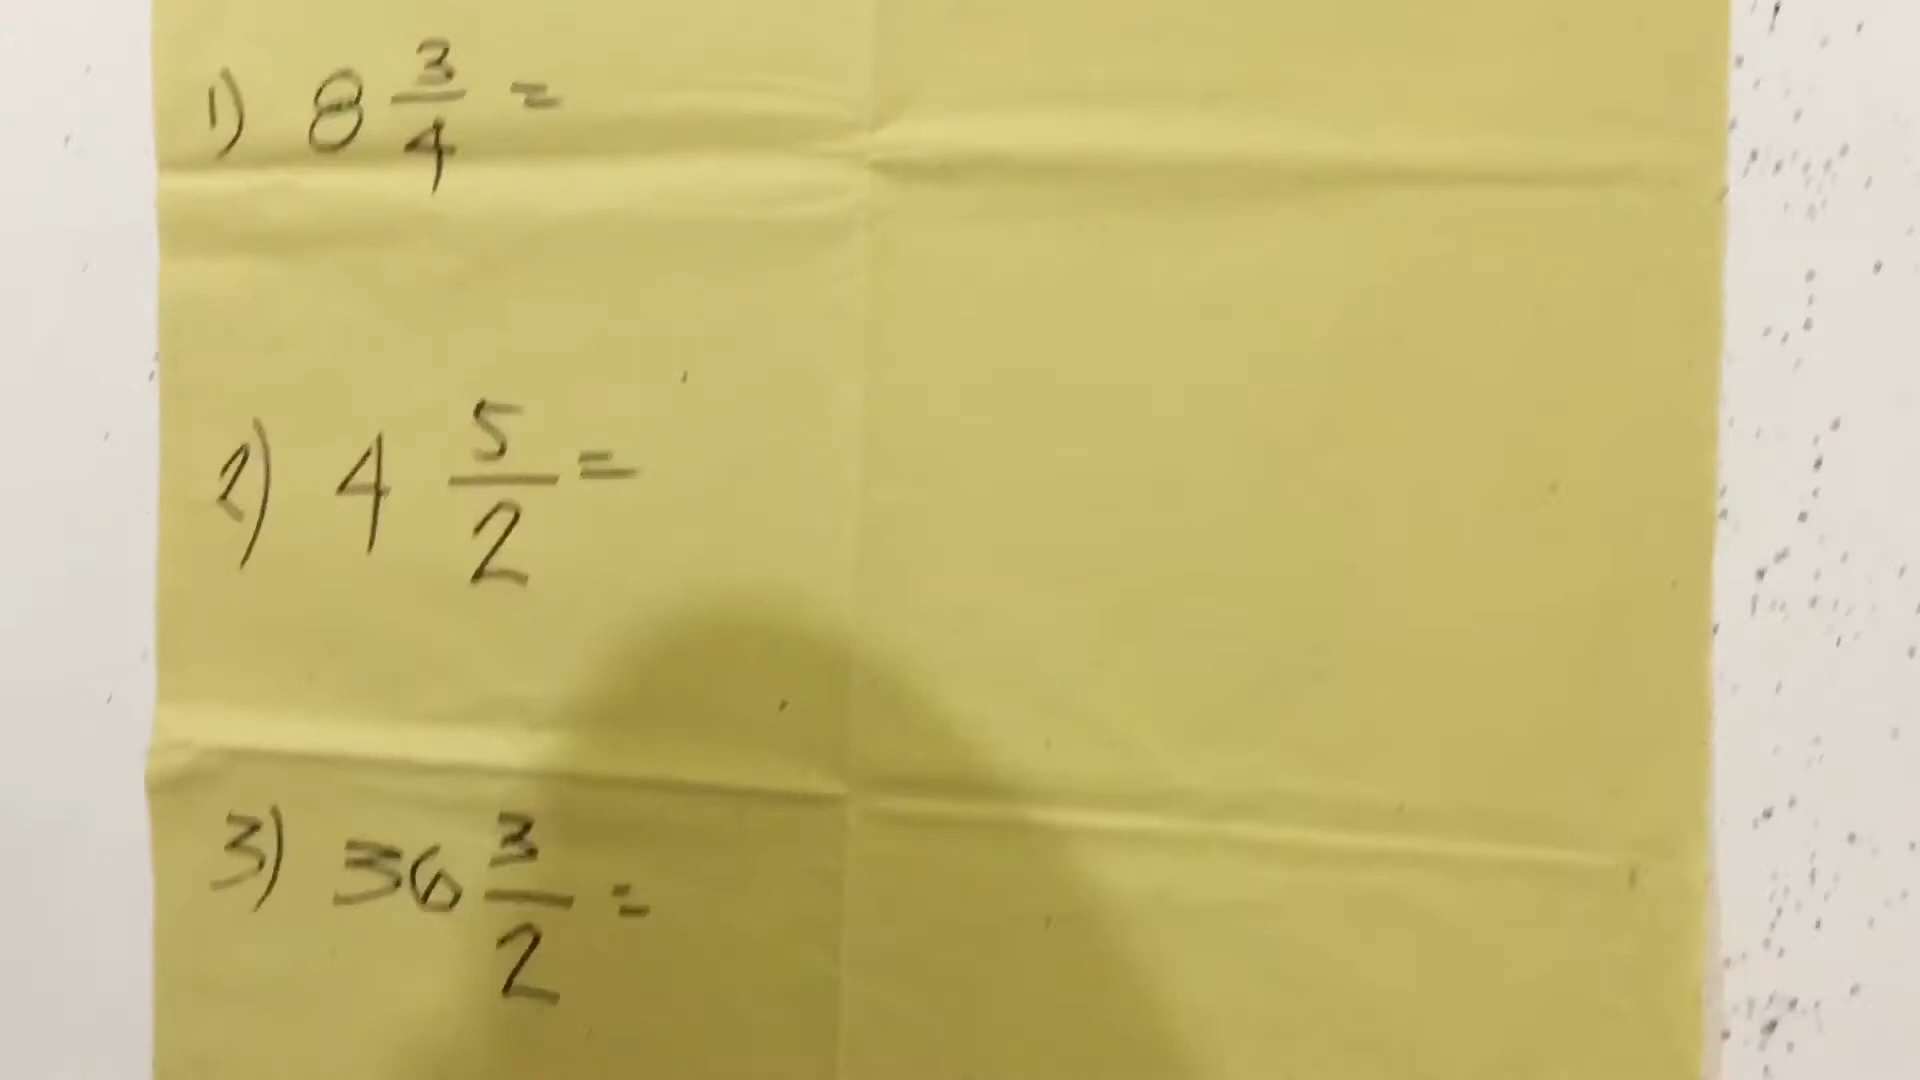 1) 8 3/4 =
2) 4 5/2 =
3) 36 3/2 =